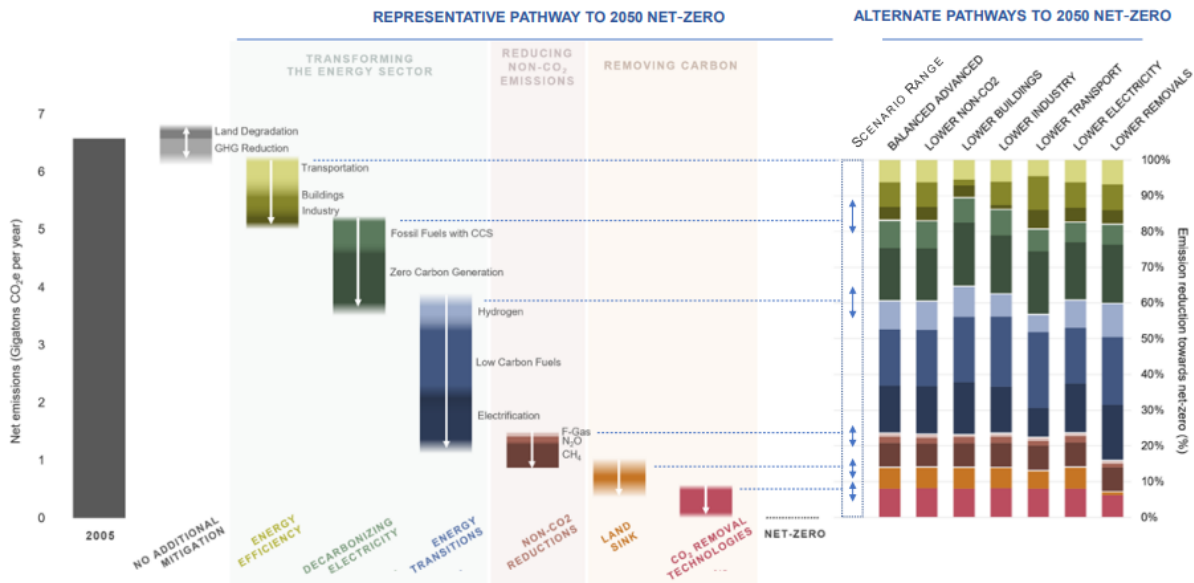 REPRESENTATIVE PATHWAY TO 2050 NET-ZERO
ALTERNATE PATHWAYS TO 2050 NET-ZERO
TRANSFORMING
THE ENERGY SECTOR
REDUCING
NON-CO₂
EMISSIONS
REMOVING CARBON
SCENARIO RANGE
BALANCED ADVANCED
LOWER NON-CO2
LOWER BUILDINGS
LOWER INDUSTRY
LOWER TRANSPORT
LOWER ELECTRICITY
LOWER REMOVALS
Net emissions (Gigatons CO₂e per year)
7
6
5
4
3
2
1
0
Land Degradation
GHG Reduction
Transportation
Buildings
Industry
Fossil Fuels with CCS
Zero Carbon Generation
Hydrogen
Low Carbon Fuels
Electrification
F-Gas
N₂O
CH₄
100%
90%
80%
70%
60%
50%
40%
30%
20%
10%
0%
Emission reduction towards net-zero (%)
2005
NO ADDITIONAL
MITIGATION
ENERGY
EFFICIENCY
DECARBONIZING
ELECTRICITY
ENERGY
TRANSITIONS
NON-CO2
REDUCTIONS
LAND
SINK
CO₂ REMOVAL
TECHNOLOGIES
NET-ZERO